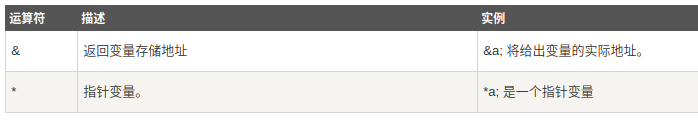 运算符 描述 实例
& 返回变量存储地址 &a; 将给出变量的实际地址。
* 指针变量。 *a; 是一个指针变量